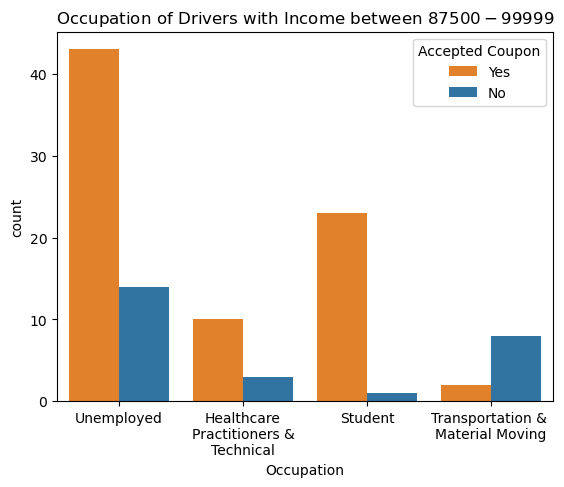 Occupation of Drivers with Income between 87500 − 99999
Accepted Coupon
Yes
No
count
40
30
20
10
0
Unemployed
Healthcare
Practitioners &
Technical
Student
Transportation &
Material Moving
Occupation